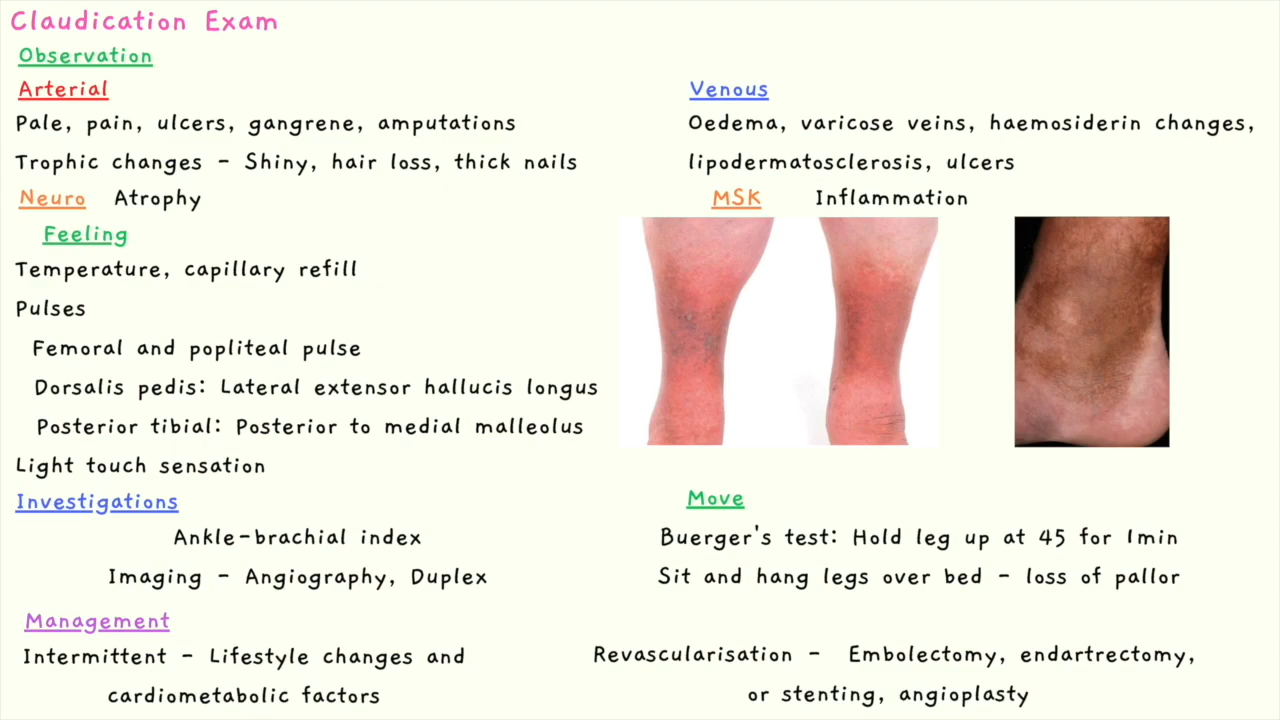 Claudication Exam
Observation
Arterial
Pale, pain, ulcers, gangrene, amputations
Trophic changes - Shiny, hair loss, thick nails
Venous
Oedema, varicose veins, haemosiderin changes,
lipodermatosclerosis, ulcers
Neuro Atrophy
MSK Inflammation
Feeling
Temperature, capillary refill
Pulses
Femoral and popliteal pulse
Dorsalis pedis: Lateral extensor hallucis longus
Posterior tibial: Posterior to medial malleolus
Light touch sensation
Move
Buerger's test: Hold leg up at 45 for 1min
Sit and hang legs over bed - loss of pallor
Investigations
Ankle-brachial index
Imaging - Angiography, Duplex
Management
Intermittent - Lifestyle changes and
cardiometabolic factors
Revascularisation - Embolectomy, endartrectomy,
or stenting, angioplasty